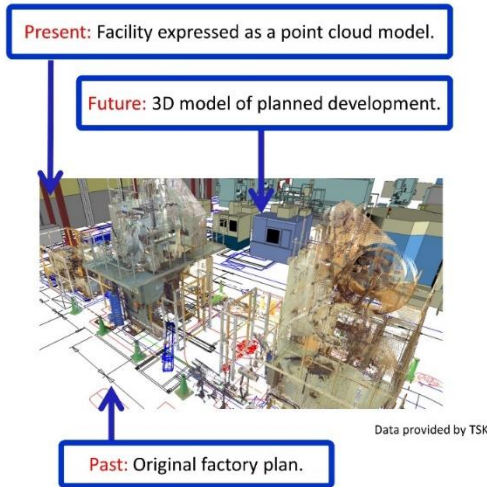 Present: Facility expressed as a point cloud model.
Future: 3D model of planned development.
Data provided by TSK
Past: Original factory plan.